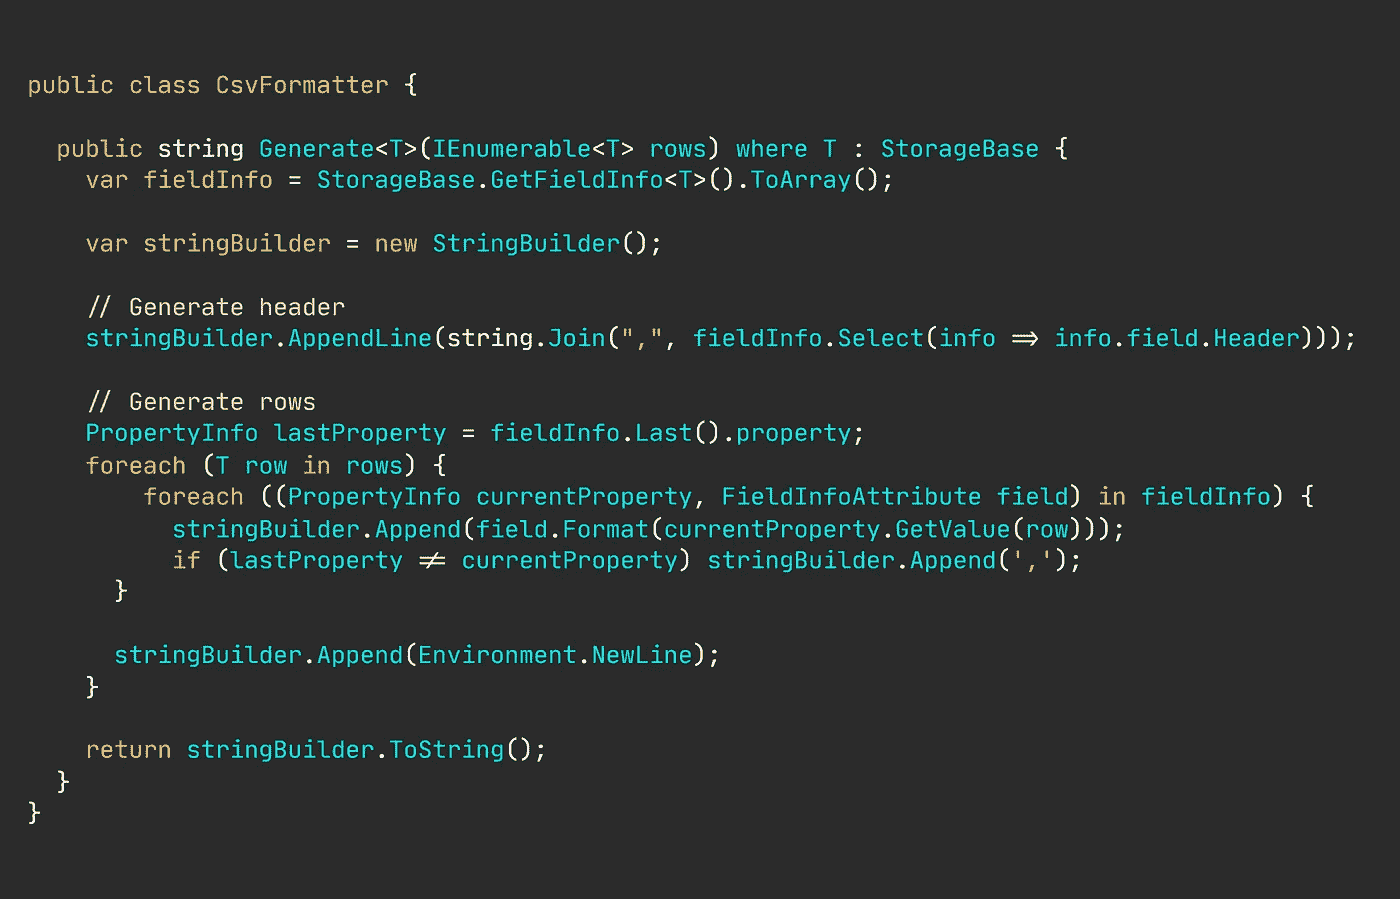 public class CsvFormatter {
public string Generate<T>(IEnumerable<T> rows) where T : StorageBase {
var fieldInfo = StorageBase.GetFieldInfo<T>().ToArray();
var stringBuilder = new StringBuilder();
// Generate header
stringBuilder.AppendLine(string.Join(",", fieldInfo.Select(info => info.field.Header)));
// Generate rows
PropertyInfo lastProperty = fieldInfo.Last().property;
foreach (T row in rows) {
foreach ((PropertyInfo currentProperty, FieldInfoAttribute field) in fieldInfo) {
stringBuilder.Append(field.Format(currentProperty.GetValue(row)));
if (lastProperty != currentProperty) stringBuilder.Append(',');
}
stringBuilder.Append(Environment.NewLine);
}
return stringBuilder.ToString();
}
}